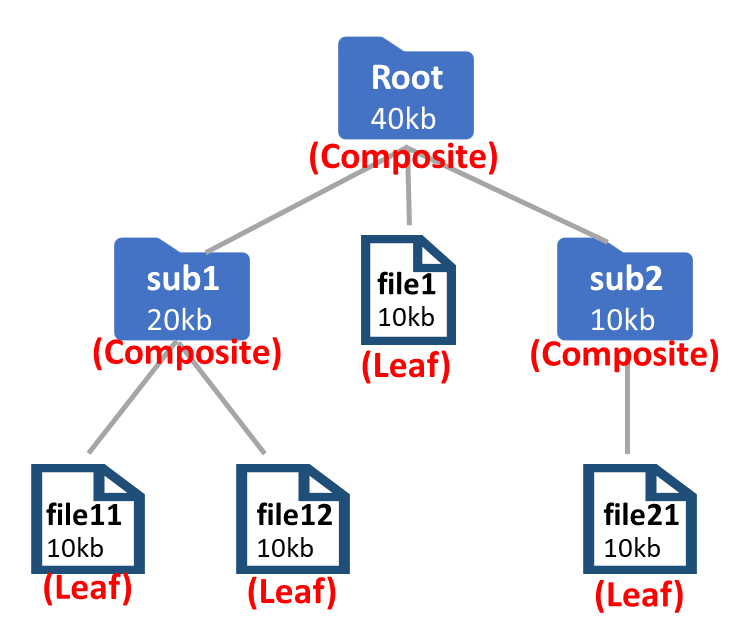 Root
40kb
(Composite)
sub1
20kb
(Composite)
file1
10kb
(Leaf)
sub2
10kb
(Composite)
file11
10kb
(Leaf)
file12
10kb
(Leaf)
file21
10kb
(Leaf)